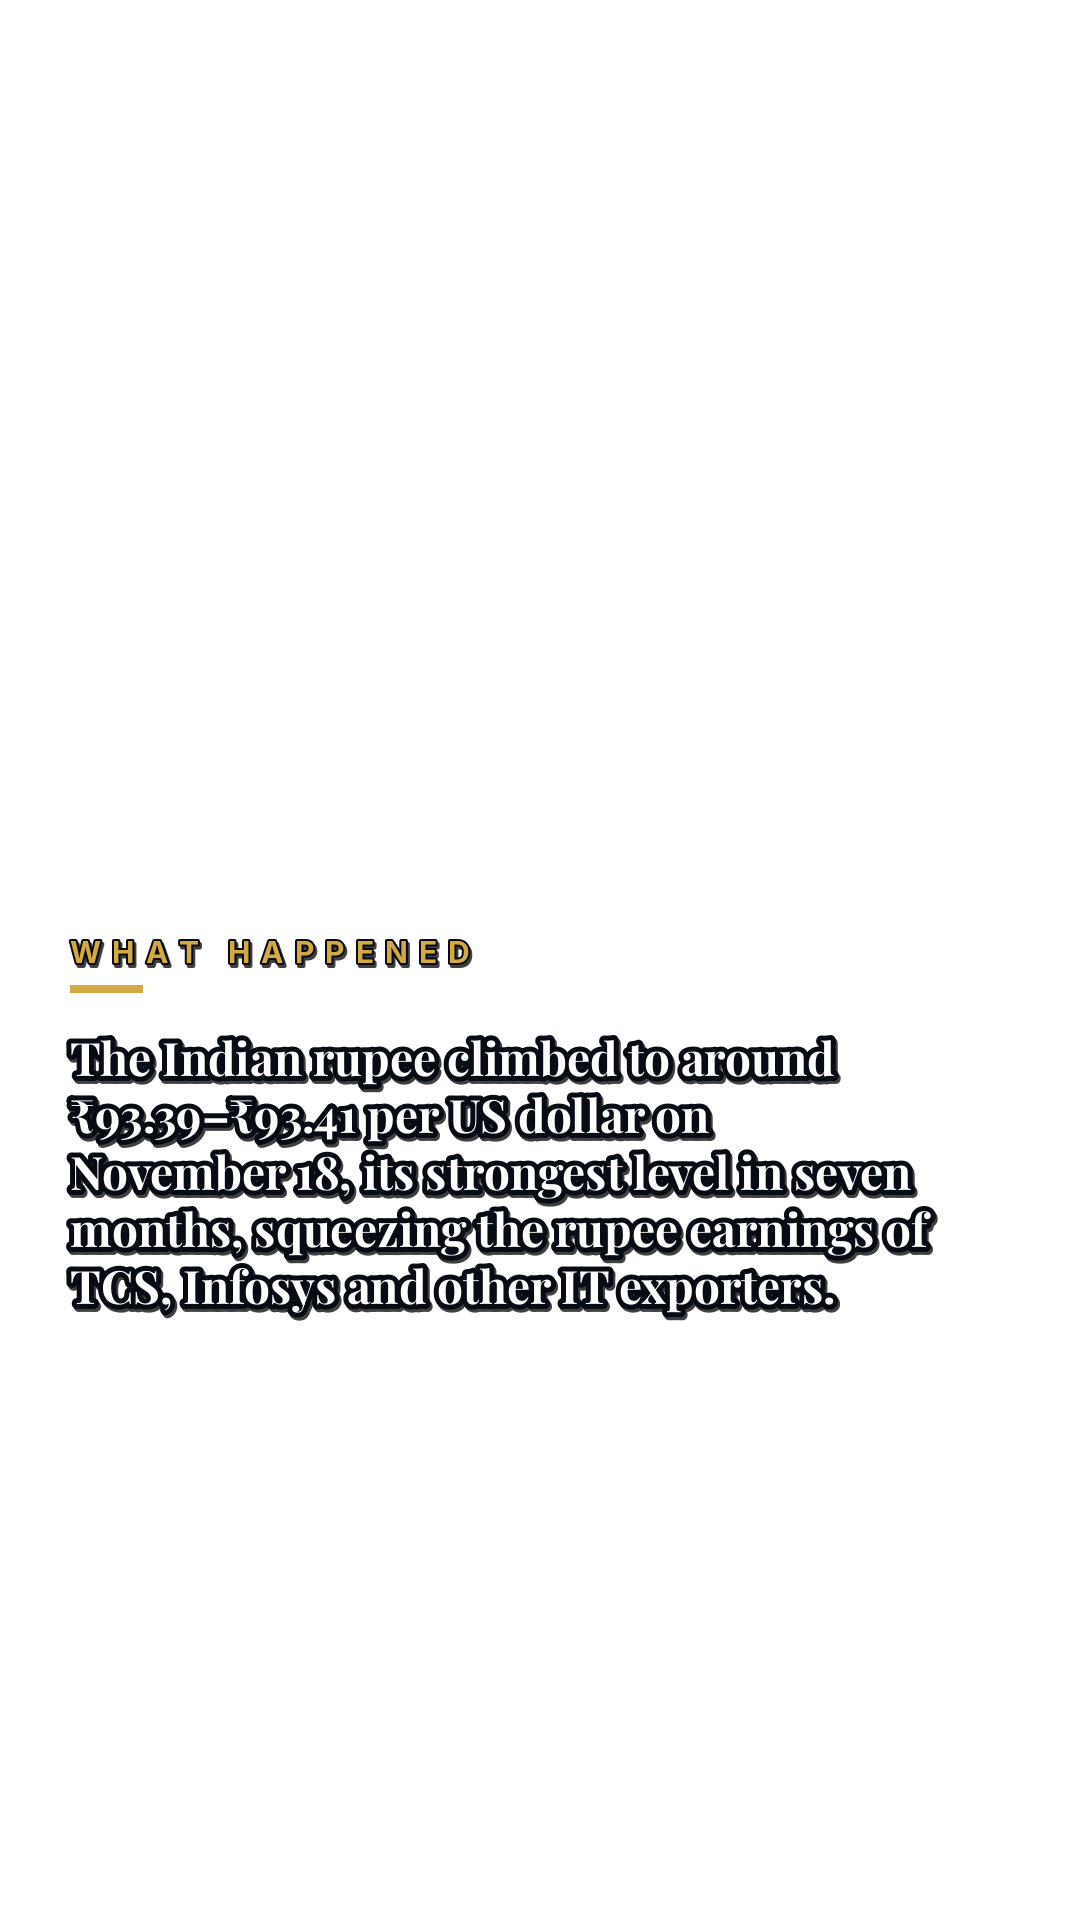 WHAT HAPPENED
The Indian rupee climbed to around
₹93.39–₹93.41 per US dollar on
November 18, its strongest level in seven
months, squeezing the rupee earnings of
TCS, Infosys and other IT exporters.